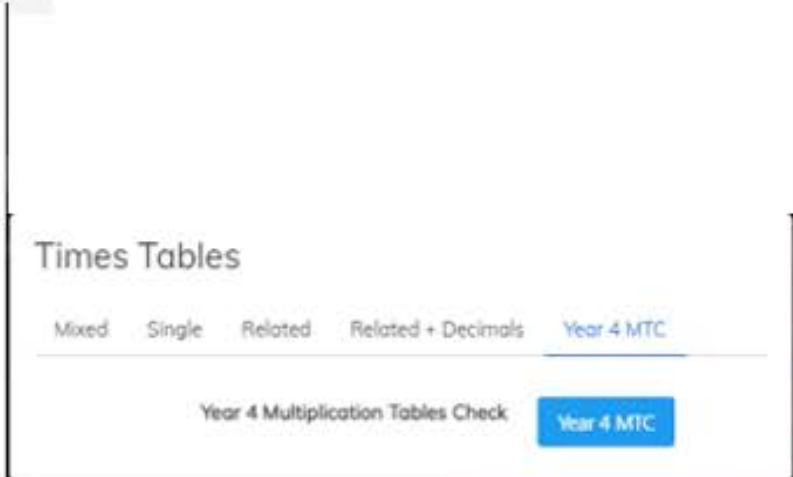 Times Tables
Mixed Single Related Related + Decimals Year 4 MTC
Year 4 Multiplication Tables Check Year 4 MTC